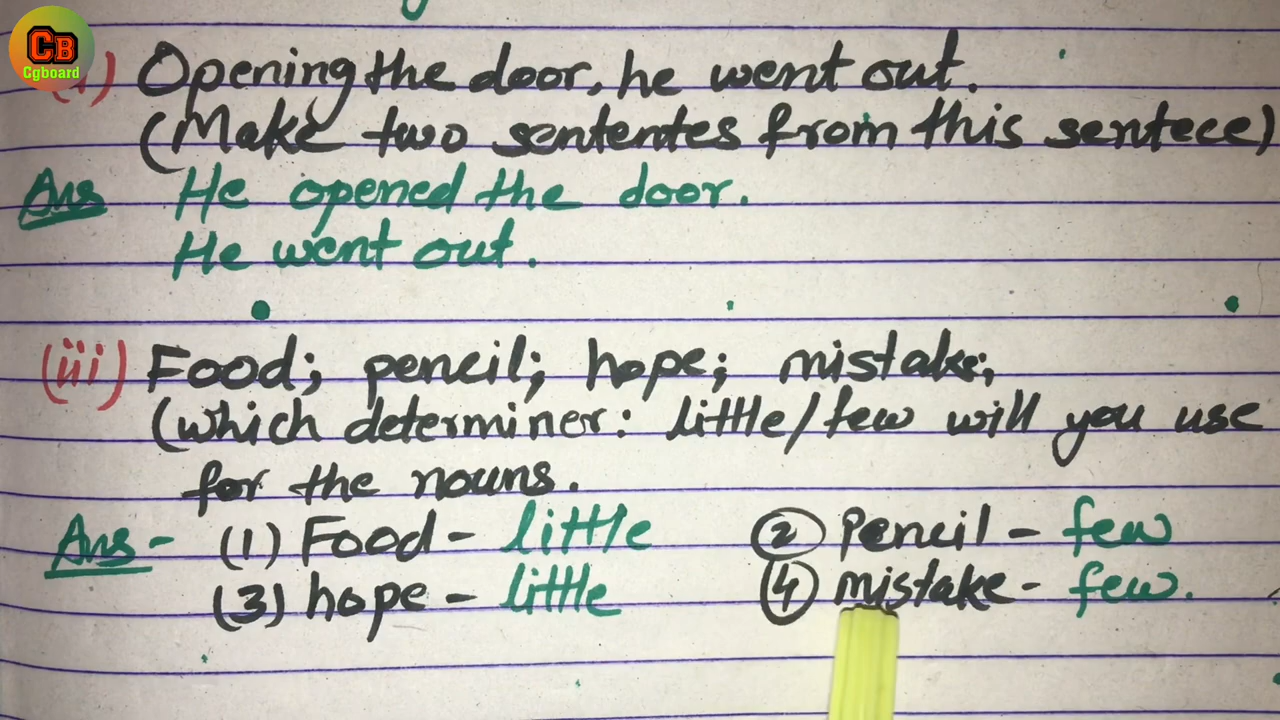 CB
Cgboard
(i) Opening the door, he went out.
(Make two sententes from this sentece)
Ans He opened the door.
He went out.
(iii) Food; pencil; hope; mistake;
(which determiner: little/few will you use
for the nouns.
Ans- (1) Food - little (2) Pencil - few
(3) hope - little (4) mistake - few.